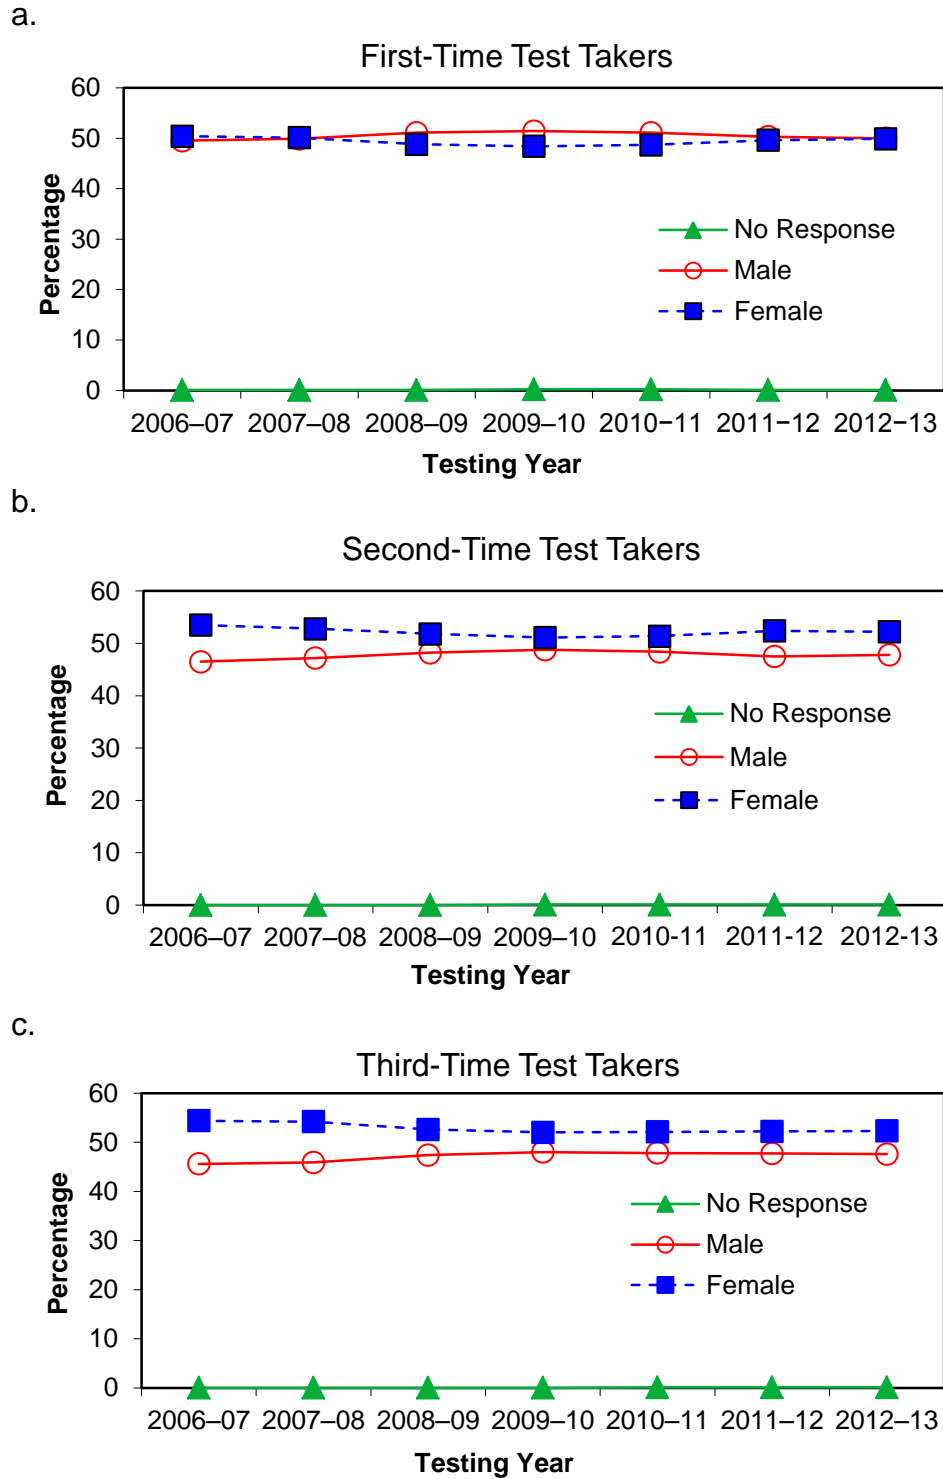 a.
First-Time Test Takers
60
50
40
30
20
10
0
Percentage
No Response
Male
Female
2006–07 2007–08 2008–09 2009–10 2010−11 2011−12 2012−13
Testing Year
b.
Second-Time Test Takers
60
50
40
30
20
10
0
Percentage
No Response
Male
Female
2006–07 2007–08 2008–09 2009–10 2010-11 2011-12 2012-13
Testing Year
c.
Third-Time Test Takers
60
50
40
30
20
10
0
Percentage
No Response
Male
Female
2006–07 2007–08 2008–09 2009–10 2010–11 2011–12 2012–13
Testing Year